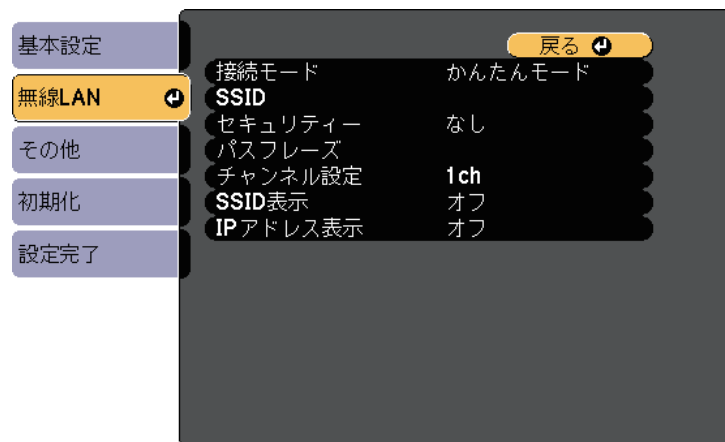 基本設定
無線LAN
その他
初期化
設定完了
戻る
接続モード かんたんモード
SSID
セキュリティー なし
パスフレーズ
チャンネル設定 1ch
SSID表示 オフ
IPアドレス表示 オフ